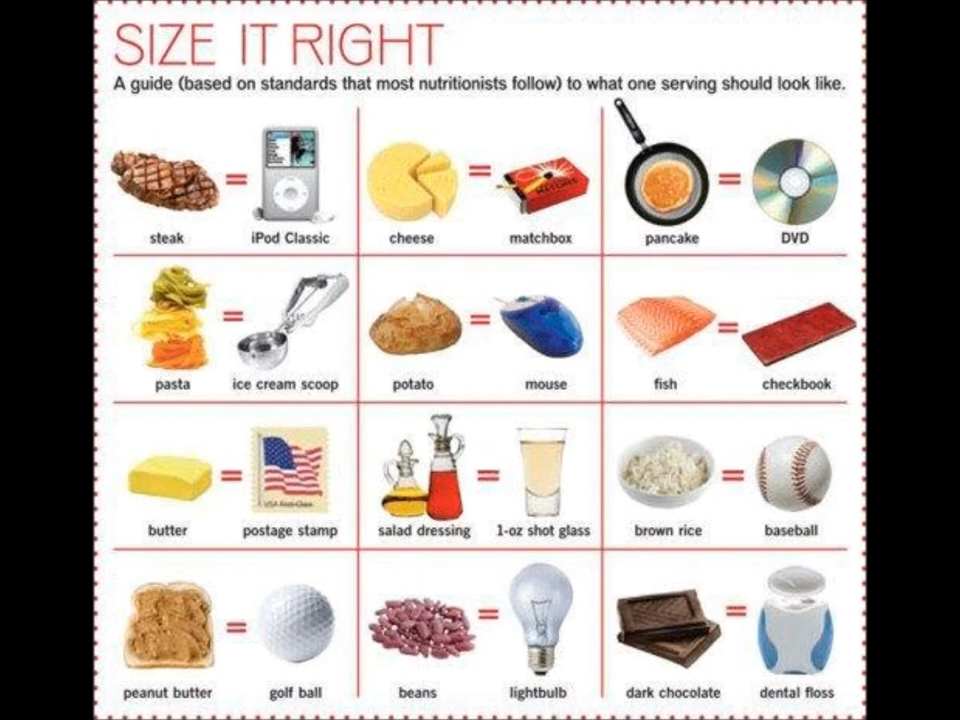 SIZE IT RIGHT
A guide (based on standards that most nutritionists follow) to what one serving should look like.
steak
iPod Classic
cheese
matchbox
pancake
DVD
pasta
ice cream scoop
potato
mouse
fish
checkbook
butter
postage stamp
salad dressing
1-oz shot glass
brown rice
baseball
peanut butter
golf ball
beans
lightbulb
dark chocolate
dental floss